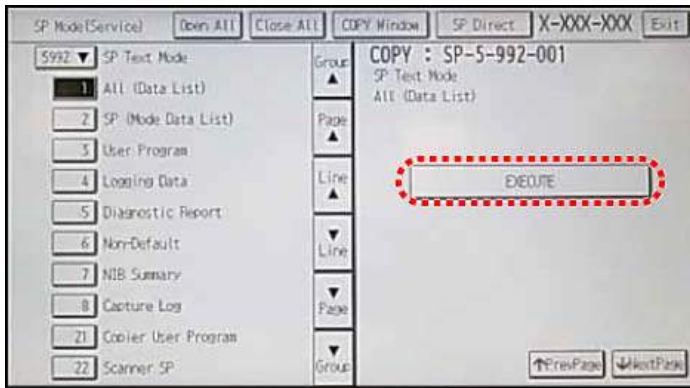 SP Mode(Service) Open All Close All COPY Window SP Direct X-XXX-XXX Exit
5992 ▼ SP Text Mode
1 All (Data List)
2 SP (Mode Data List)
3 User Program
4 Logging Data
5 Diagnostic Report
6 Non-Default
7 NIB Summary
8 Capture Log
21 Copier User Program
22 Scanner SP
Group ▲
Page ▲
Line ▲
▼ Line
▼ Page
▼ Group
COPY : SP-5-992-001
SP Text Mode
All (Data List)
EXECUTE
↑PrevPage ↓NextPage